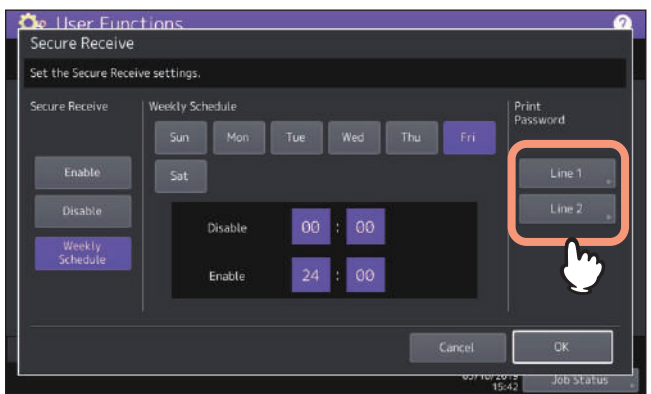 User Functions
?
Secure Receive
Set the Secure Receive settings.
Secure Receive
Enable
Disable
Weekly
Schedule
Weekly Schedule
Sun Mon Tue Wed Thu Fri
Sat
Disable 00 : 00
Enable 24 : 00
Print
Password
Line 1
Line 2
Cancel OK
15:42 Job Status